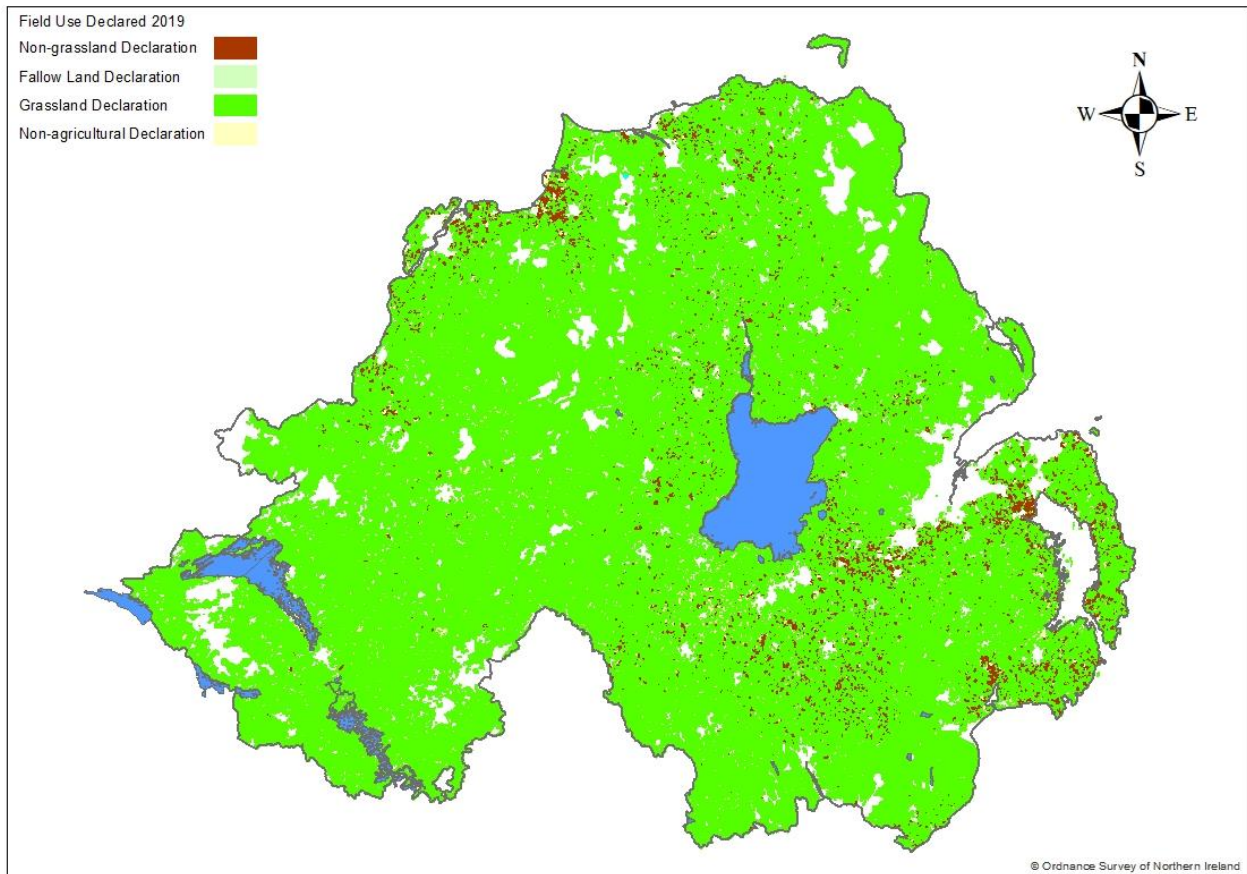 Field Use Declared 2019
Non-grassland Declaration
Fallow Land Declaration
Grassland Declaration
Non-agricultural Declaration
N
W E
S
© Ordnance Survey of Northern Ireland